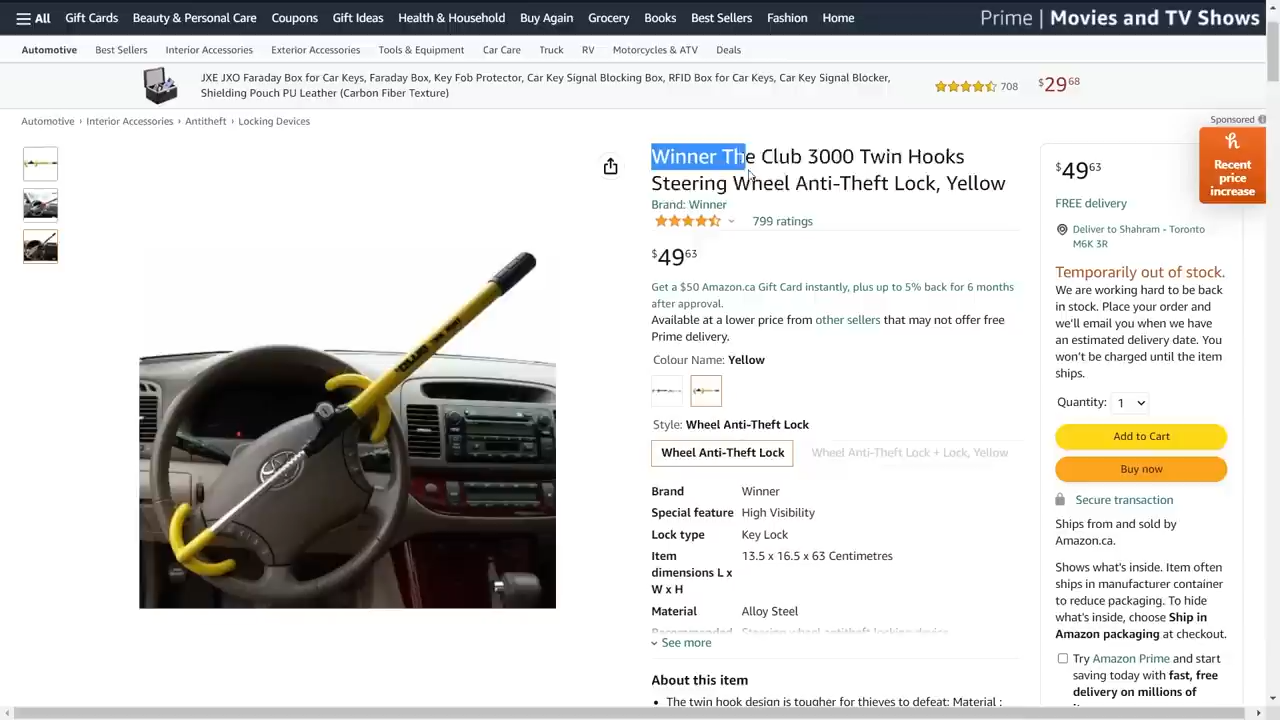 All Gift Cards Beauty & Personal Care Coupons Gift Ideas Health & Household Buy Again Grocery Books Best Sellers Fashion Home Prime | Movies and TV Shows
Automotive Best Sellers Interior Accessories Exterior Accessories Tools & Equipment Car Care Truck RV Motorcycles & ATV Deals
JXE JXO Faraday Box for Car Keys, Faraday Box, Key Fob Protector, Car Key Signal Blocking Box, RFID Box for Car Keys, Car Key Signal Blocker,
Shielding Pouch PU Leather (Carbon Fiber Texture)
708 $29 68
Automotive › Interior Accessories › Antitheft › Locking Devices
Sponsored
Winner The Club 3000 Twin Hooks
Steering Wheel Anti-Theft Lock, Yellow
Brand: Winner
799 ratings
$49 63
Get a $50 Amazon.ca Gift Card instantly, plus up to 5% back for 6 months
after approval.
Available at a lower price from other sellers that may not offer free
Prime delivery.
Colour Name: Yellow
Style: Wheel Anti-Theft Lock
Wheel Anti-Theft Lock Wheel Anti-Theft Lock + Lock, Yellow
Brand Winner
Special feature High Visibility
Lock type Key Lock
Item 13.5 x 16.5 x 63 Centimetres
dimensions L x
W x H
Material Alloy Steel
Recommended Steering wheel antitheft locking device
See more
About this item
• The twin hook design is tougher for thieves to defeat; Material :
h
Recent
price
increase
$49 63
FREE delivery
Deliver to Shahram - Toronto
M6K 3R
Temporarily out of stock.
We are working hard to be back
in stock. Place your order and
we'll email you when we have
an estimated delivery date. You
won't be charged until the item
ships.
Quantity: 1
Add to Cart
Buy now
Secure transaction
Ships from and sold by
Amazon.ca.
Shows what's inside. Item often
ships in manufacturer container
to reduce packaging. To hide
what's inside, choose Ship in
Amazon packaging at checkout.
Try Amazon Prime and start
saving today with fast, free
delivery on millions of